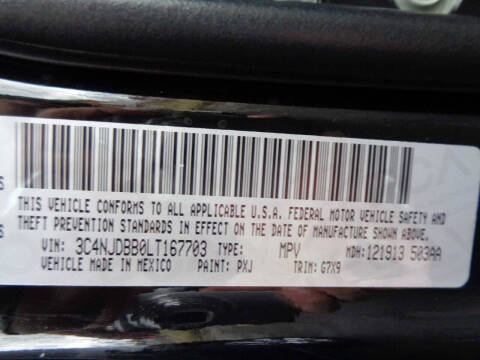 THIS VEHICLE CONFORMS TO ALL APPLICABLE U.S.A. FEDERAL MOTOR VEHICLE SAFETY AND
THEFT PREVENTION STANDARDS IN EFFECT ON THE DATE OF MANUFACTURE SHOWN ABOVE.
VIN: 3C4NJDBB0LT167703 TYPE: MPV MDH: 121913 503AA
VEHICLE MADE IN MEXICO PAINT: PXJ TRIM: G7X9